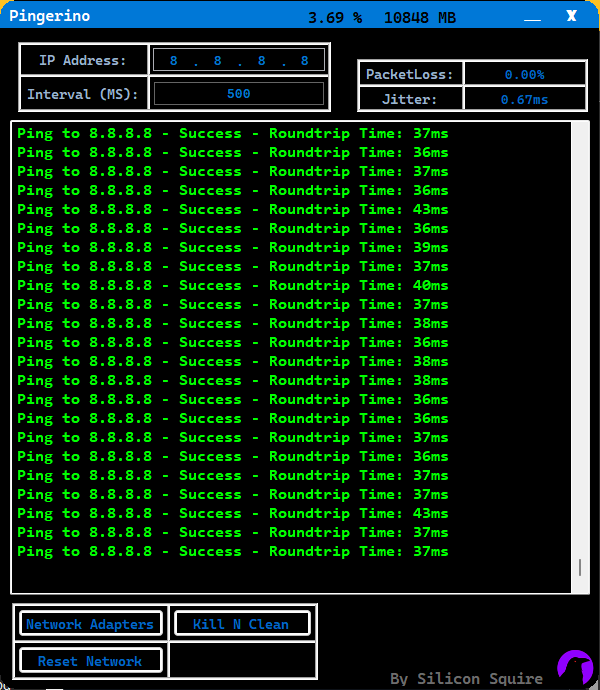 Pingerino 3.69 % 10848 MB __ X
IP Address: 8 . 8 . 8 . 8
Interval (MS): 500
PacketLoss: 0.00%
Jitter: 0.67ms
Ping to 8.8.8.8 - Success - Roundtrip Time: 37ms
Ping to 8.8.8.8 - Success - Roundtrip Time: 36ms
Ping to 8.8.8.8 - Success - Roundtrip Time: 37ms
Ping to 8.8.8.8 - Success - Roundtrip Time: 36ms
Ping to 8.8.8.8 - Success - Roundtrip Time: 43ms
Ping to 8.8.8.8 - Success - Roundtrip Time: 36ms
Ping to 8.8.8.8 - Success - Roundtrip Time: 39ms
Ping to 8.8.8.8 - Success - Roundtrip Time: 37ms
Ping to 8.8.8.8 - Success - Roundtrip Time: 40ms
Ping to 8.8.8.8 - Success - Roundtrip Time: 37ms
Ping to 8.8.8.8 - Success - Roundtrip Time: 38ms
Ping to 8.8.8.8 - Success - Roundtrip Time: 36ms
Ping to 8.8.8.8 - Success - Roundtrip Time: 38ms
Ping to 8.8.8.8 - Success - Roundtrip Time: 38ms
Ping to 8.8.8.8 - Success - Roundtrip Time: 36ms
Ping to 8.8.8.8 - Success - Roundtrip Time: 36ms
Ping to 8.8.8.8 - Success - Roundtrip Time: 37ms
Ping to 8.8.8.8 - Success - Roundtrip Time: 36ms
Ping to 8.8.8.8 - Success - Roundtrip Time: 37ms
Ping to 8.8.8.8 - Success - Roundtrip Time: 37ms
Ping to 8.8.8.8 - Success - Roundtrip Time: 43ms
Ping to 8.8.8.8 - Success - Roundtrip Time: 37ms
Ping to 8.8.8.8 - Success - Roundtrip Time: 37ms
Network Adapters Kill N Clean
Reset Network
By Silicon Squire